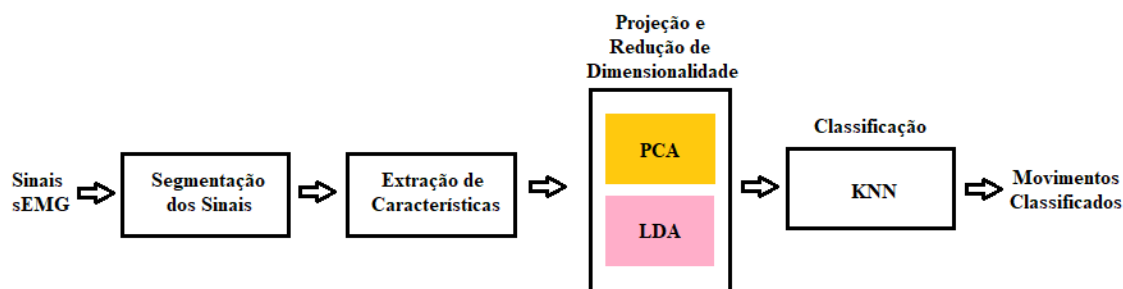 Projeção e
Redução de
Dimensionalidade
Sinais
sEMG
Segmentação
dos Sinais
Extração de
Características
PCA
LDA
Classificação
KNN
Movimentos
Classificados